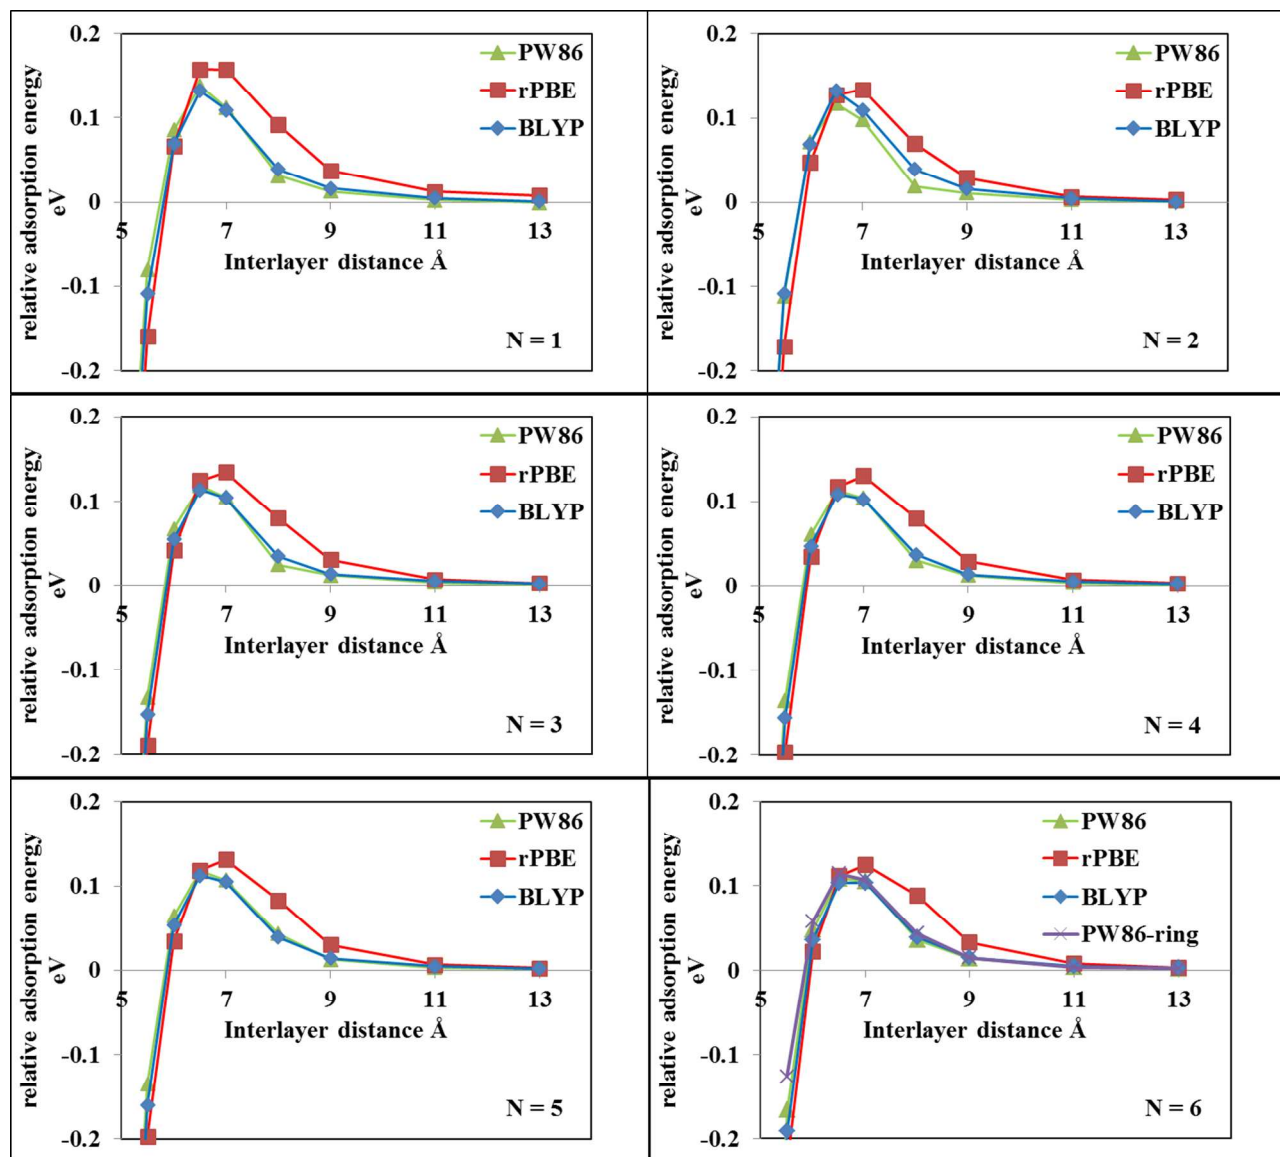 relative adsorption energy
eV
0.2
0.1
0
-0.1
-0.2
5
7
9
11
13
Interlayer distance Å
PW86
rPBE
BLYP
N = 1
relative adsorption energy
eV
0.2
0.1
0
-0.1
-0.2
5
7
9
11
13
Interlayer distance Å
PW86
rPBE
BLYP
N = 2
relative adsorption energy
eV
0.2
0.1
0
-0.1
-0.2
5
7
9
11
13
Interlayer distance Å
PW86
rPBE
BLYP
N = 3
relative adsorption energy
eV
0.2
0.1
0
-0.1
-0.2
5
7
9
11
13
Interlayer distance Å
PW86
rPBE
BLYP
N = 4
relative adsorption energy
eV
0.2
0.1
0
-0.1
-0.2
5
7
9
11
13
Interlayer distance Å
PW86
rPBE
BLYP
N = 5
relative adsorption energy
eV
0.2
0.1
0
-0.1
-0.2
5
7
9
11
13
Interlayer distance Å
PW86
rPBE
BLYP
PW86-ring
N = 6